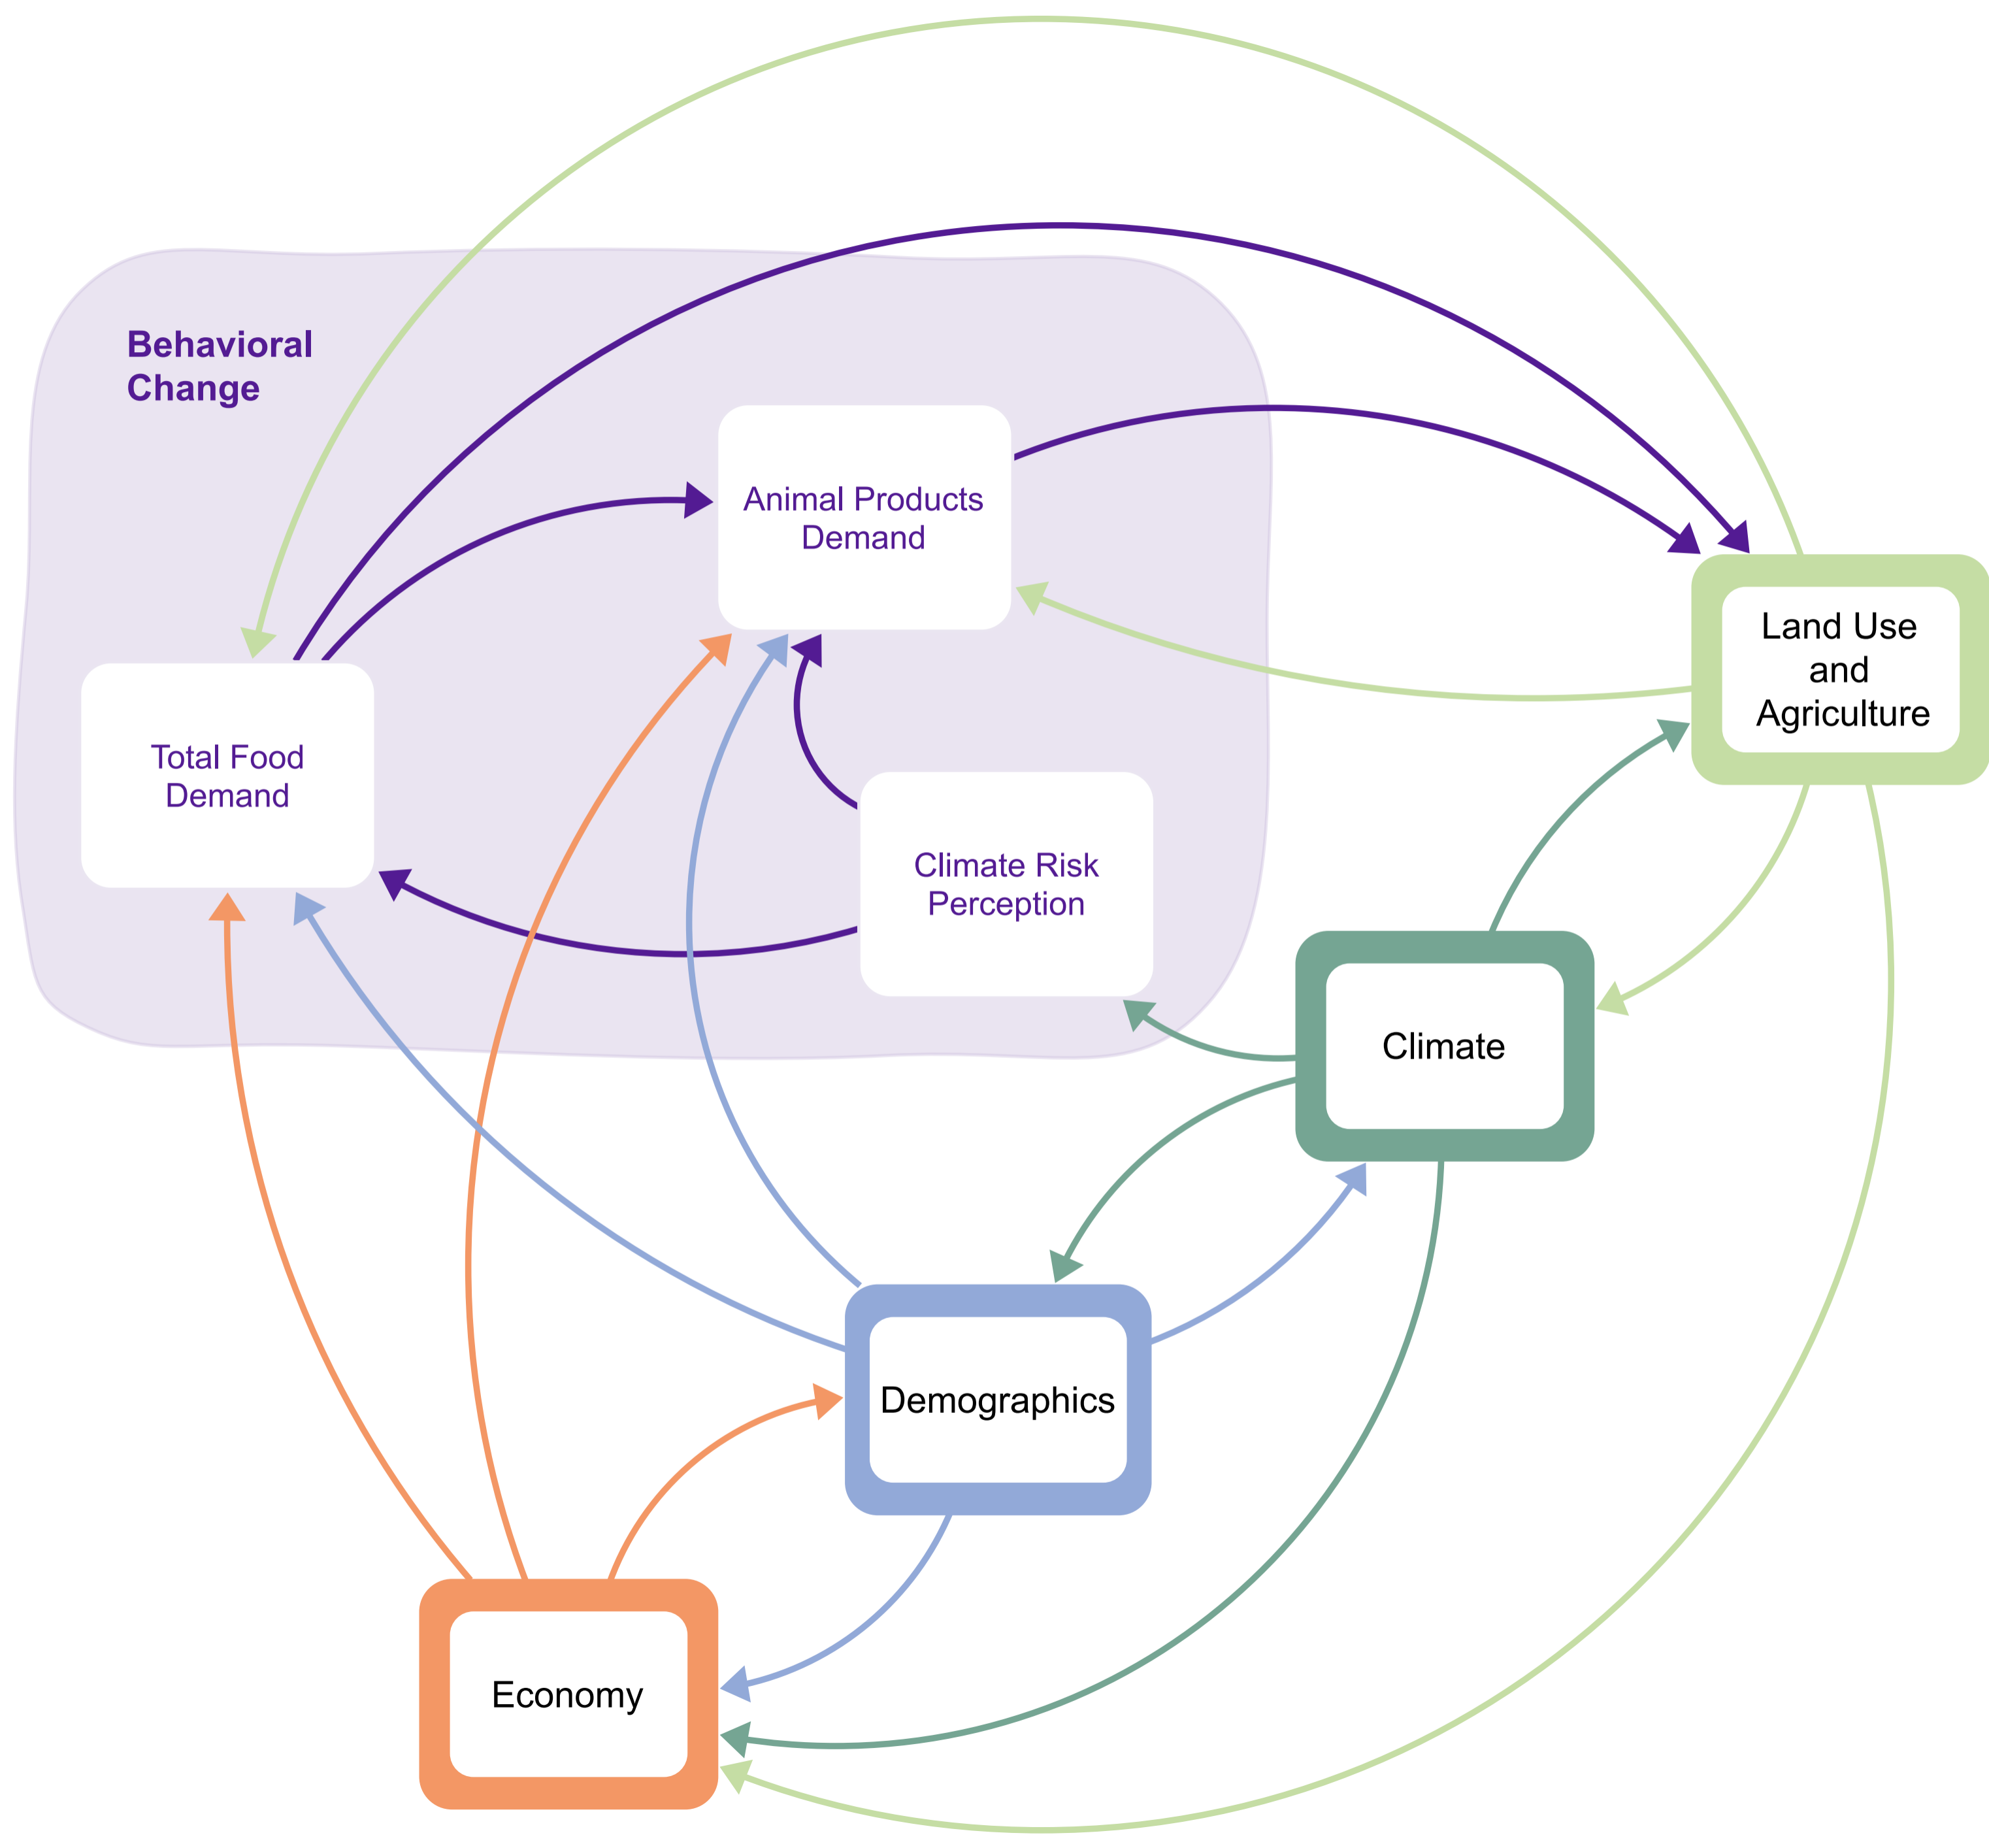 Behavioral
Change
Animal Products
Demand
Land Use
and
Agriculture
Total Food
Demand
Climate Risk
Perception
Climate
Demographics
Economy